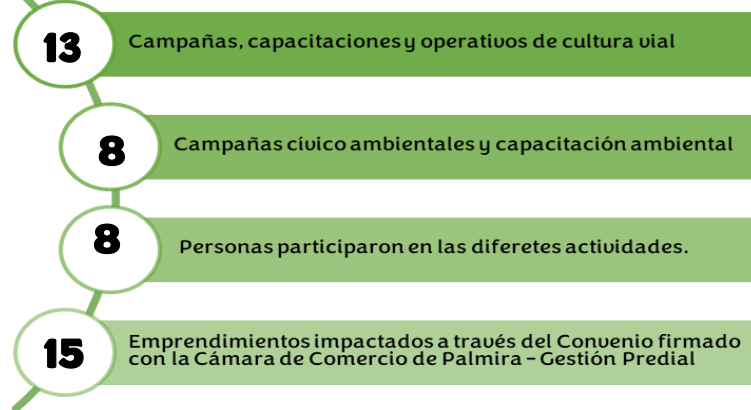 13
Campañas, capacitaciones y operativos de cultura vial
8
Campañas cívico ambientales y capacitación ambiental
8
Personas participaron en las diferetes actividades.
15
Emprendimientos impactados a través del Convenio firmado
con la Cámara de Comercio de Palmira – Gestión Predial